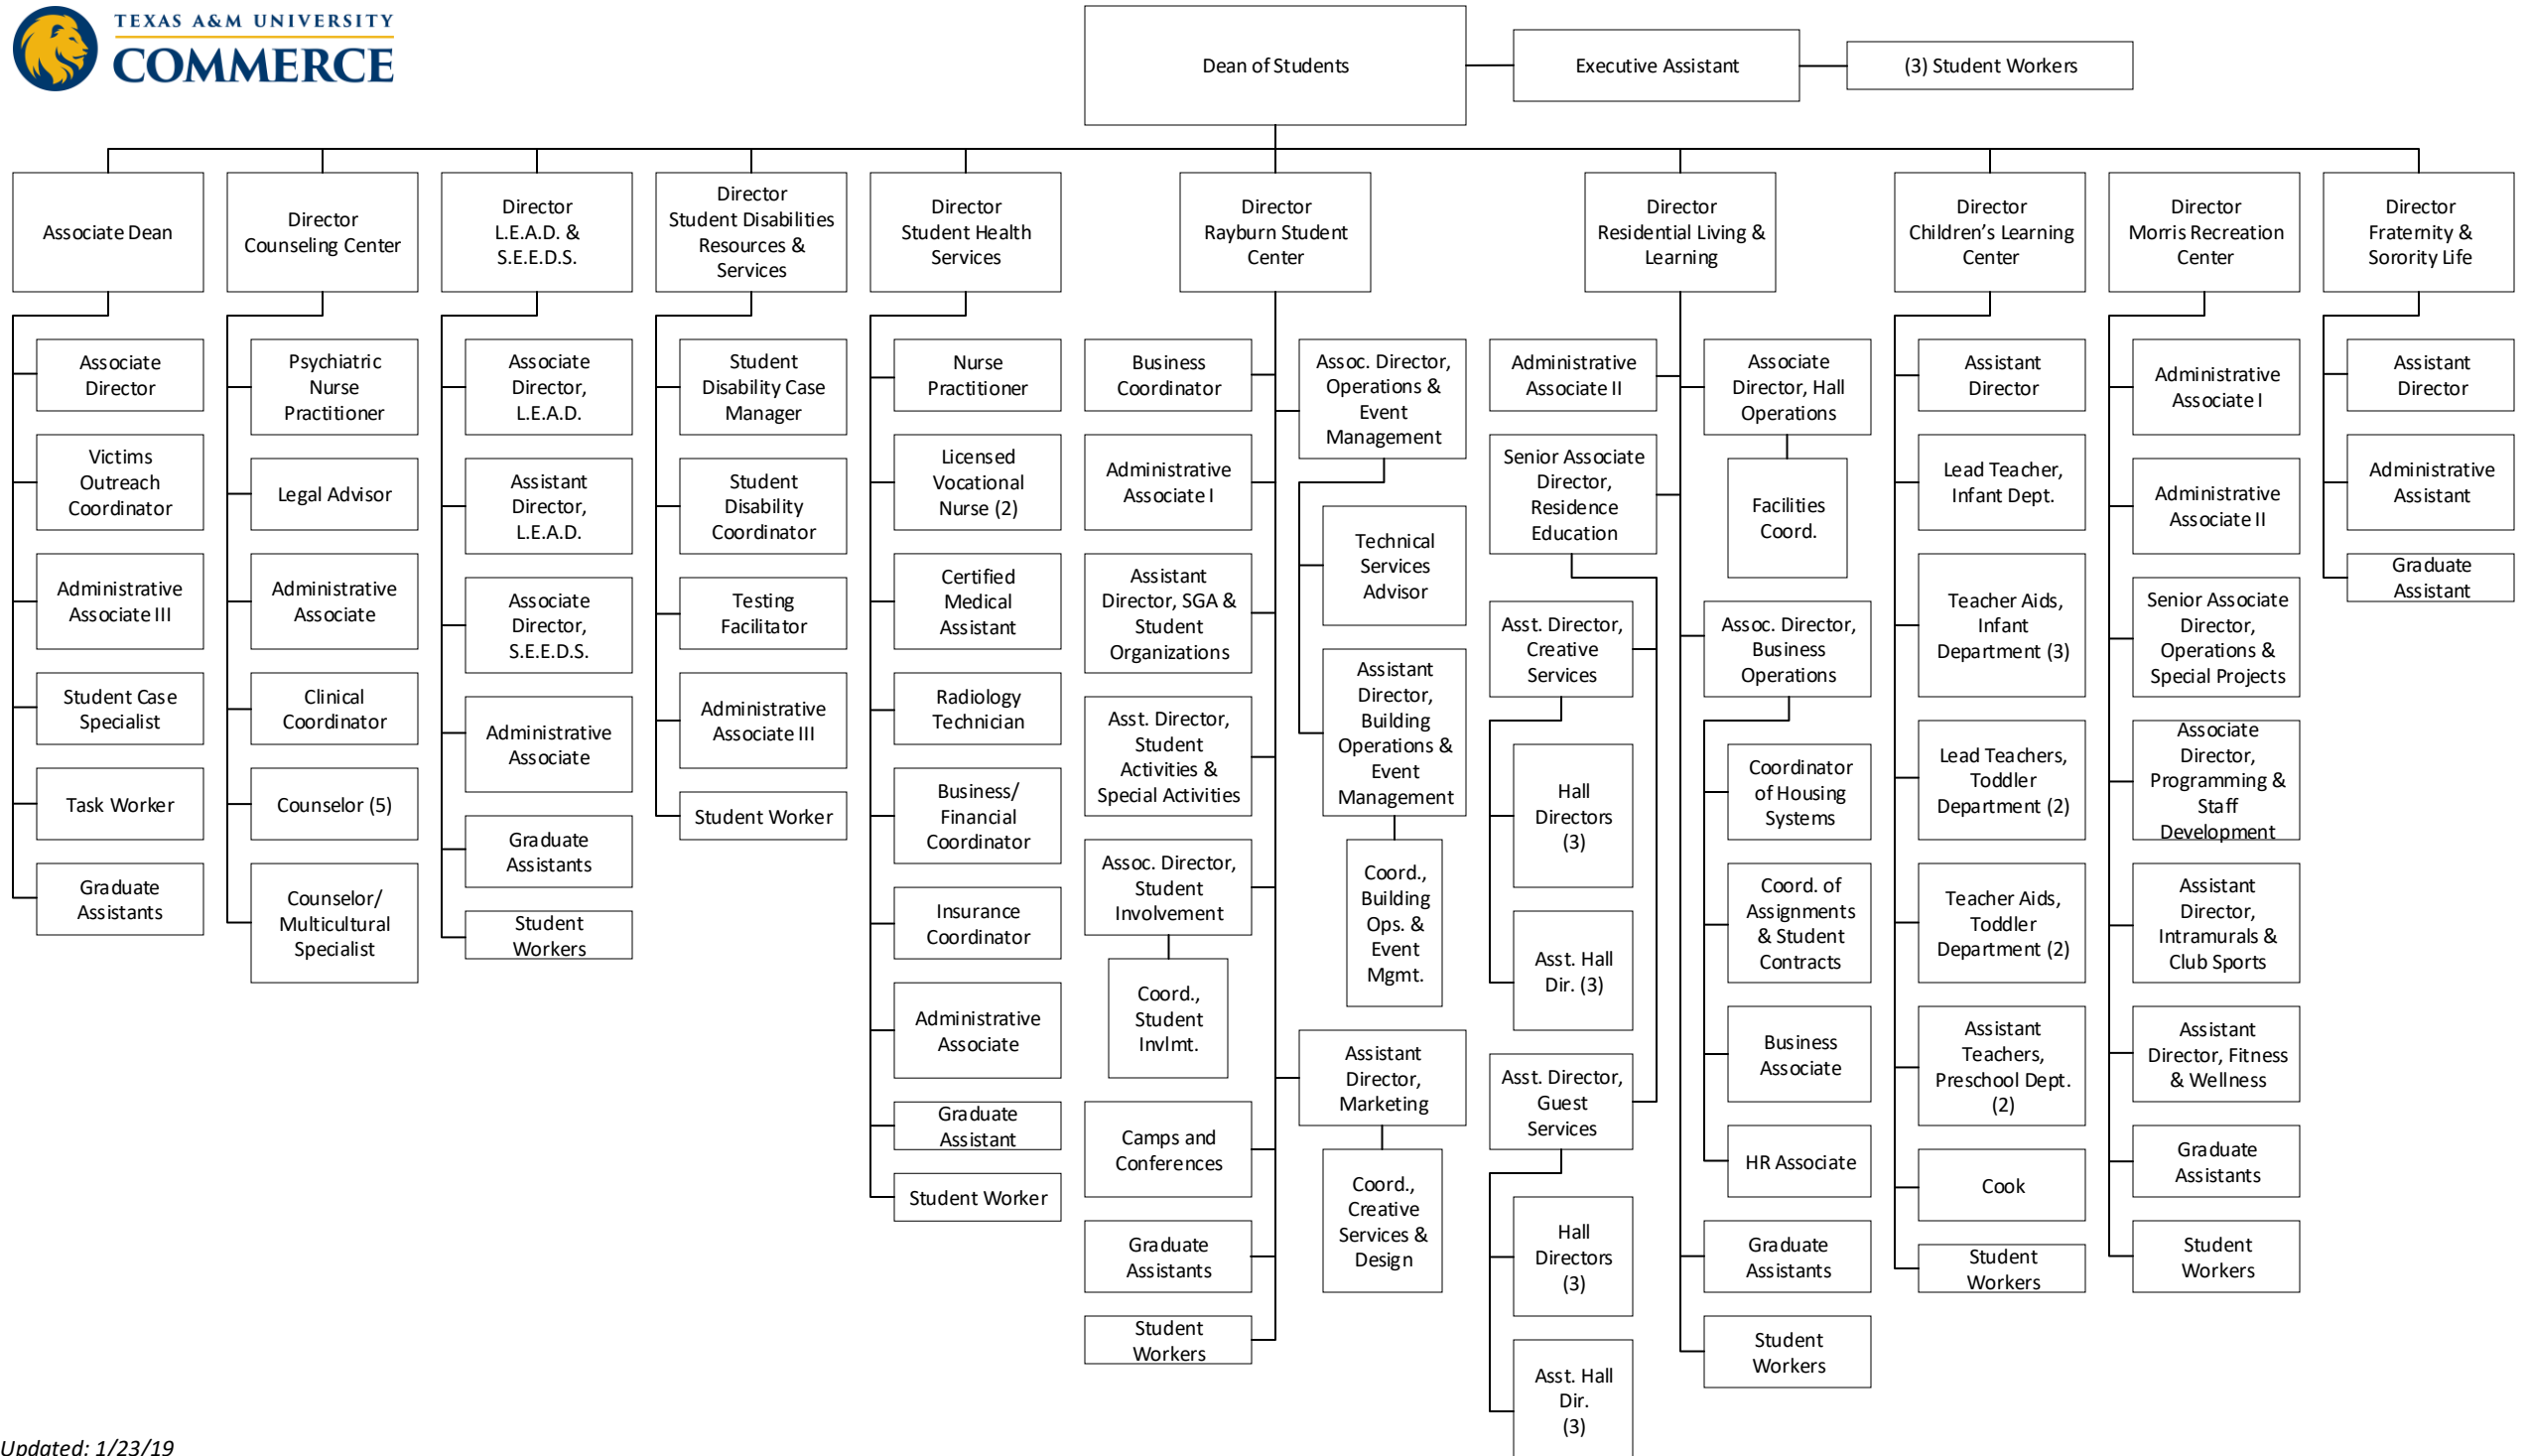 TEXAS A&M UNIVERSITY
COMMERCE
Dean of Students
Executive Assistant
(3) Student Workers
Associate Dean
Associate
Director
Victims
Outreach
Coordinator
Administrative
Associate III
Student Case
Specialist
Task Worker
Graduate
Assistants
Director
Counseling Center
Psychiatric
Nurse
Practitioner
Legal Advisor
Administrative
Associate
Clinical
Coordinator
Counselor (5)
Counselor/
Multicultural
Specialist
Director
L.E.A.D. &
S.E.E.D.S.
Associate
Director,
L.E.A.D.
Assistant
Director,
L.E.A.D.
Associate
Director,
S.E.E.D.S.
Administrative
Associate
Graduate
Assistants
Student
Workers
Director
Student Disabilities
Resources &
Services
Student
Disability Case
Manager
Student
Disability
Coordinator
Testing
Facilitator
Administrative
Associate III
Student Worker
Director
Student Health
Services
Nurse
Practitioner
Licensed
Vocational
Nurse (2)
Certified
Medical
Assistant
Radiology
Technician
Business/
Financial
Coordinator
Insurance
Coordinator
Administrative
Associate
Graduate
Assistant
Student Worker
Director
Rayburn Student
Center
Business
Coordinator
Administrative
Associate I
Assistant
Director, SGA &
Student
Organizations
Asst. Director,
Student
Activities &
Special Activities
Assoc. Director,
Student
Involvement
Coord.,
Student
Invlmt.
Camps and
Conferences
Graduate
Assistants
Student
Workers
Assoc. Director,
Operations &
Event
Management
Technical
Services
Advisor
Assistant
Director,
Building
Operations &
Event
Management
Coord.,
Building
Ops. &
Event
Mgmt.
Assistant
Director,
Marketing
Coord.,
Creative
Services &
Design
Director
Residential Living &
Learning
Administrative
Associate II
Senior Associate
Director,
Residence
Education
Asst. Director,
Creative
Services
Hall
Directors
(3)
Asst. Hall
Dir. (3)
Asst. Director,
Guest
Services
Hall
Directors
(3)
Asst. Hall
Dir.
(3)
Associate
Director, Hall
Operations
Facilities
Coord.
Assoc. Director,
Business
Operations
Coordinator
of Housing
Systems
Coord. of
Assignments
& Student
Contracts
Business
Associate
HR Associate
Graduate
Assistants
Student
Workers
Director
Children's Learning
Center
Assistant
Director
Lead Teacher,
Infant Dept.
Teacher Aids,
Infant
Department (3)
Lead Teachers,
Toddler
Department (2)
Teacher Aids,
Toddler
Department (2)
Assistant
Teachers,
Preschool Dept.
(2)
Cook
Student
Workers
Director
Morris Recreation
Center
Administrative
Associate I
Administrative
Associate II
Senior Associate
Director,
Operations &
Special Projects
Associate
Director,
Programming &
Staff
Development
Assistant
Director,
Intramurals &
Club Sports
Assistant
Director, Fitness
& Wellness
Graduate
Assistants
Student
Workers
Director
Fraternity &
Sorority Life
Assistant
Director
Administrative
Assistant
Graduate
Assistant
Updated: 1/23/19